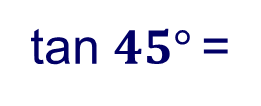 tan 45° =